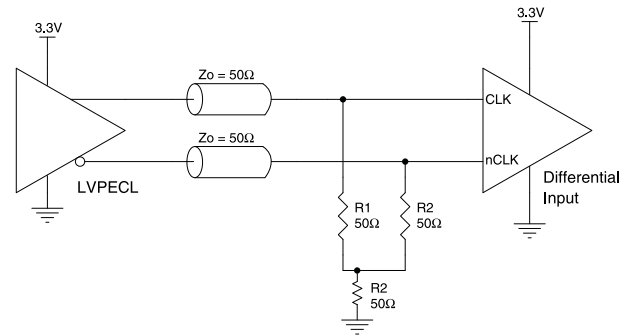 3.3V
3.3V
Zo = 50Ω
CLK
Zo = 50Ω
nCLK
LVPECL
Differential
Input
R1
50Ω
R2
50Ω
R2
50Ω